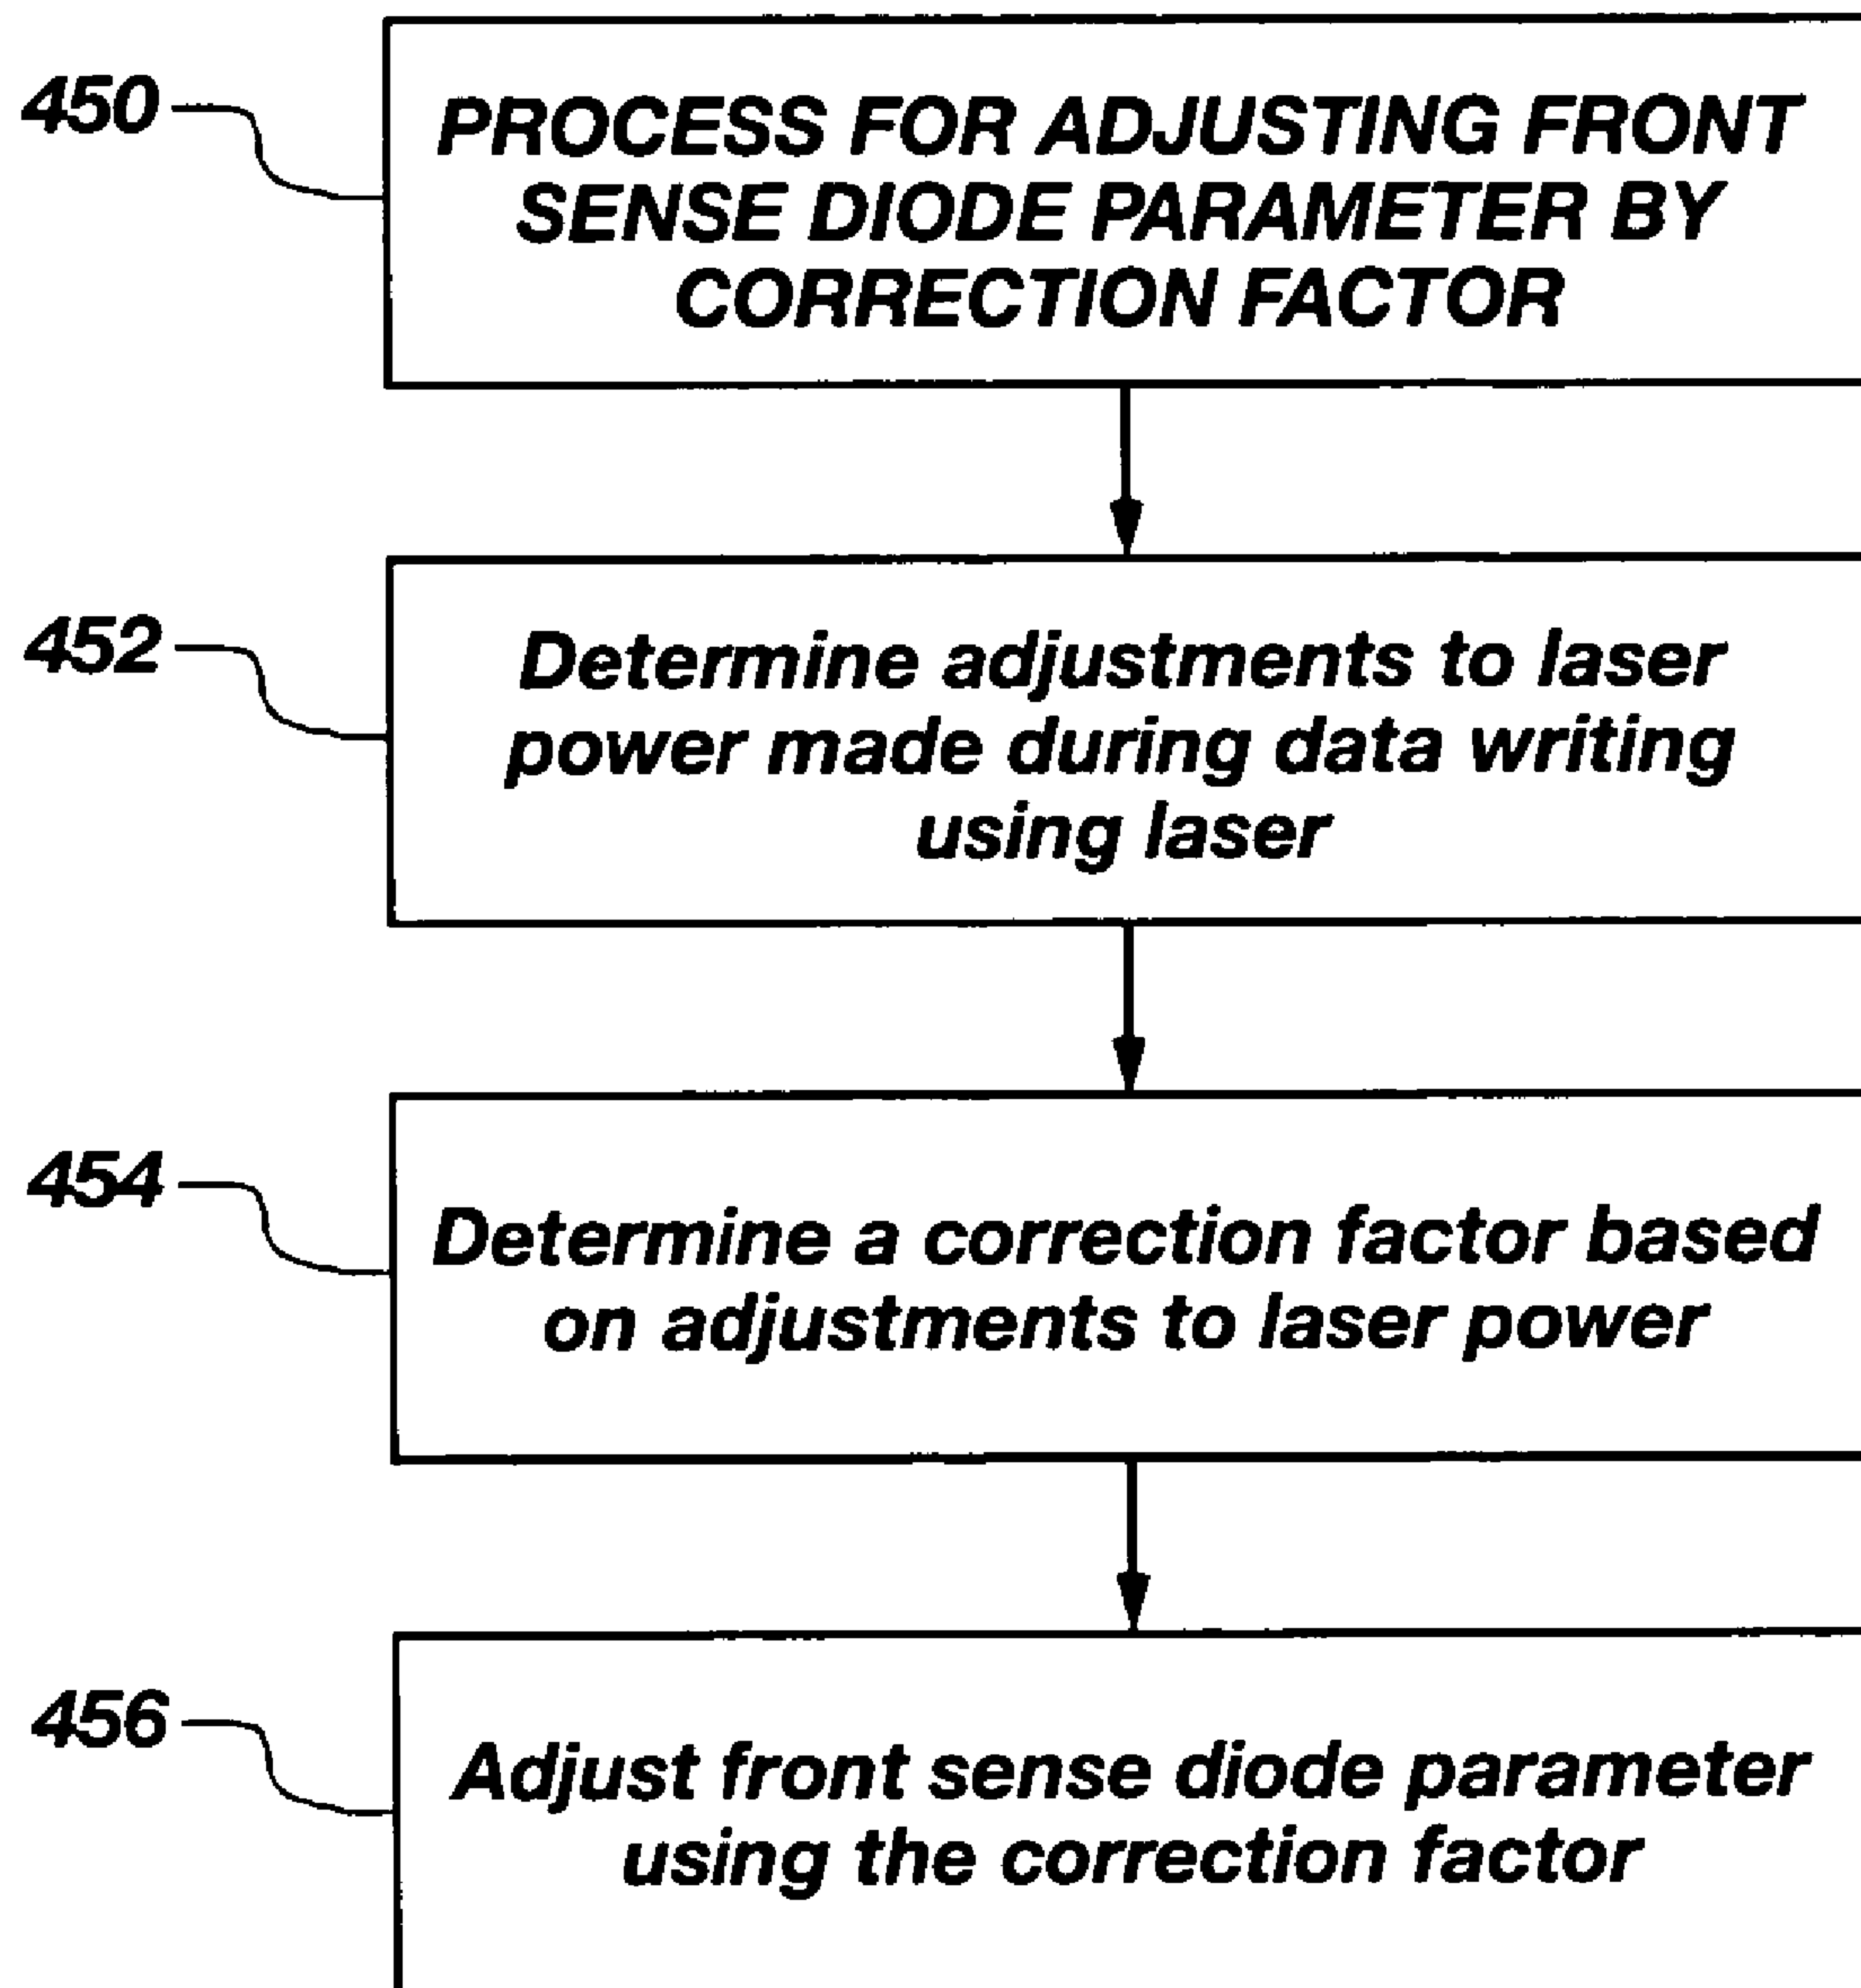 450
PROCESS FOR ADJUSTING FRONT
SENSE DIODE PARAMETER BY
CORRECTION FACTOR
452
Determine adjustments to laser
power made during data writing
using laser
454
Determine a correction factor based
on adjustments to laser power
456
Adjust front sense diode parameter
using the correction factor